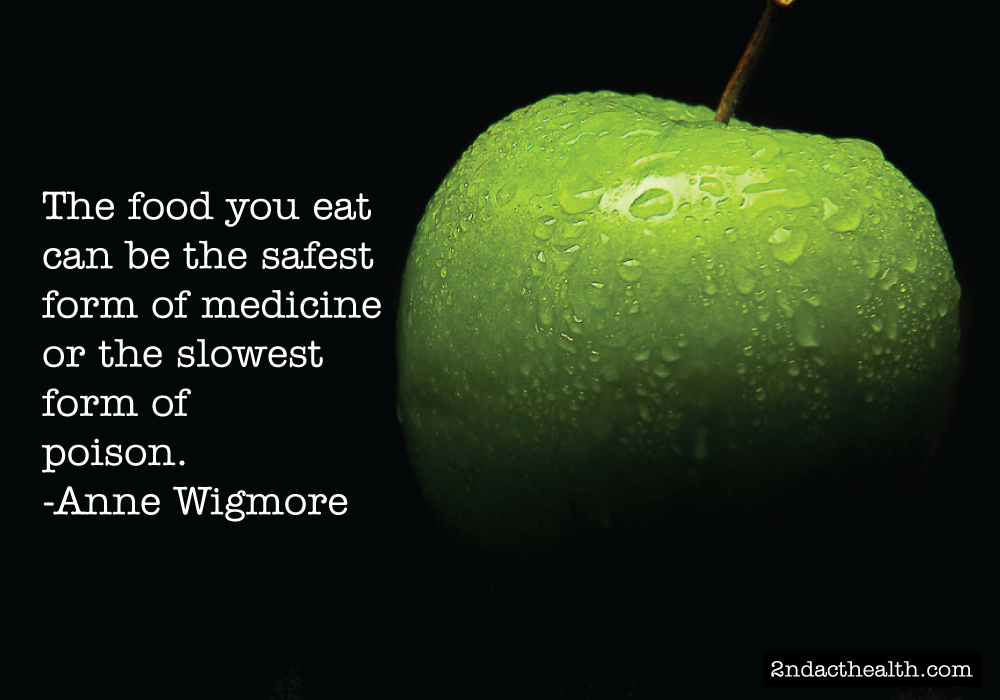 The food you eat
can be the safest
form of medicine
or the slowest
form of
poison.
-Anne Wigmore
2ndacthealth.com